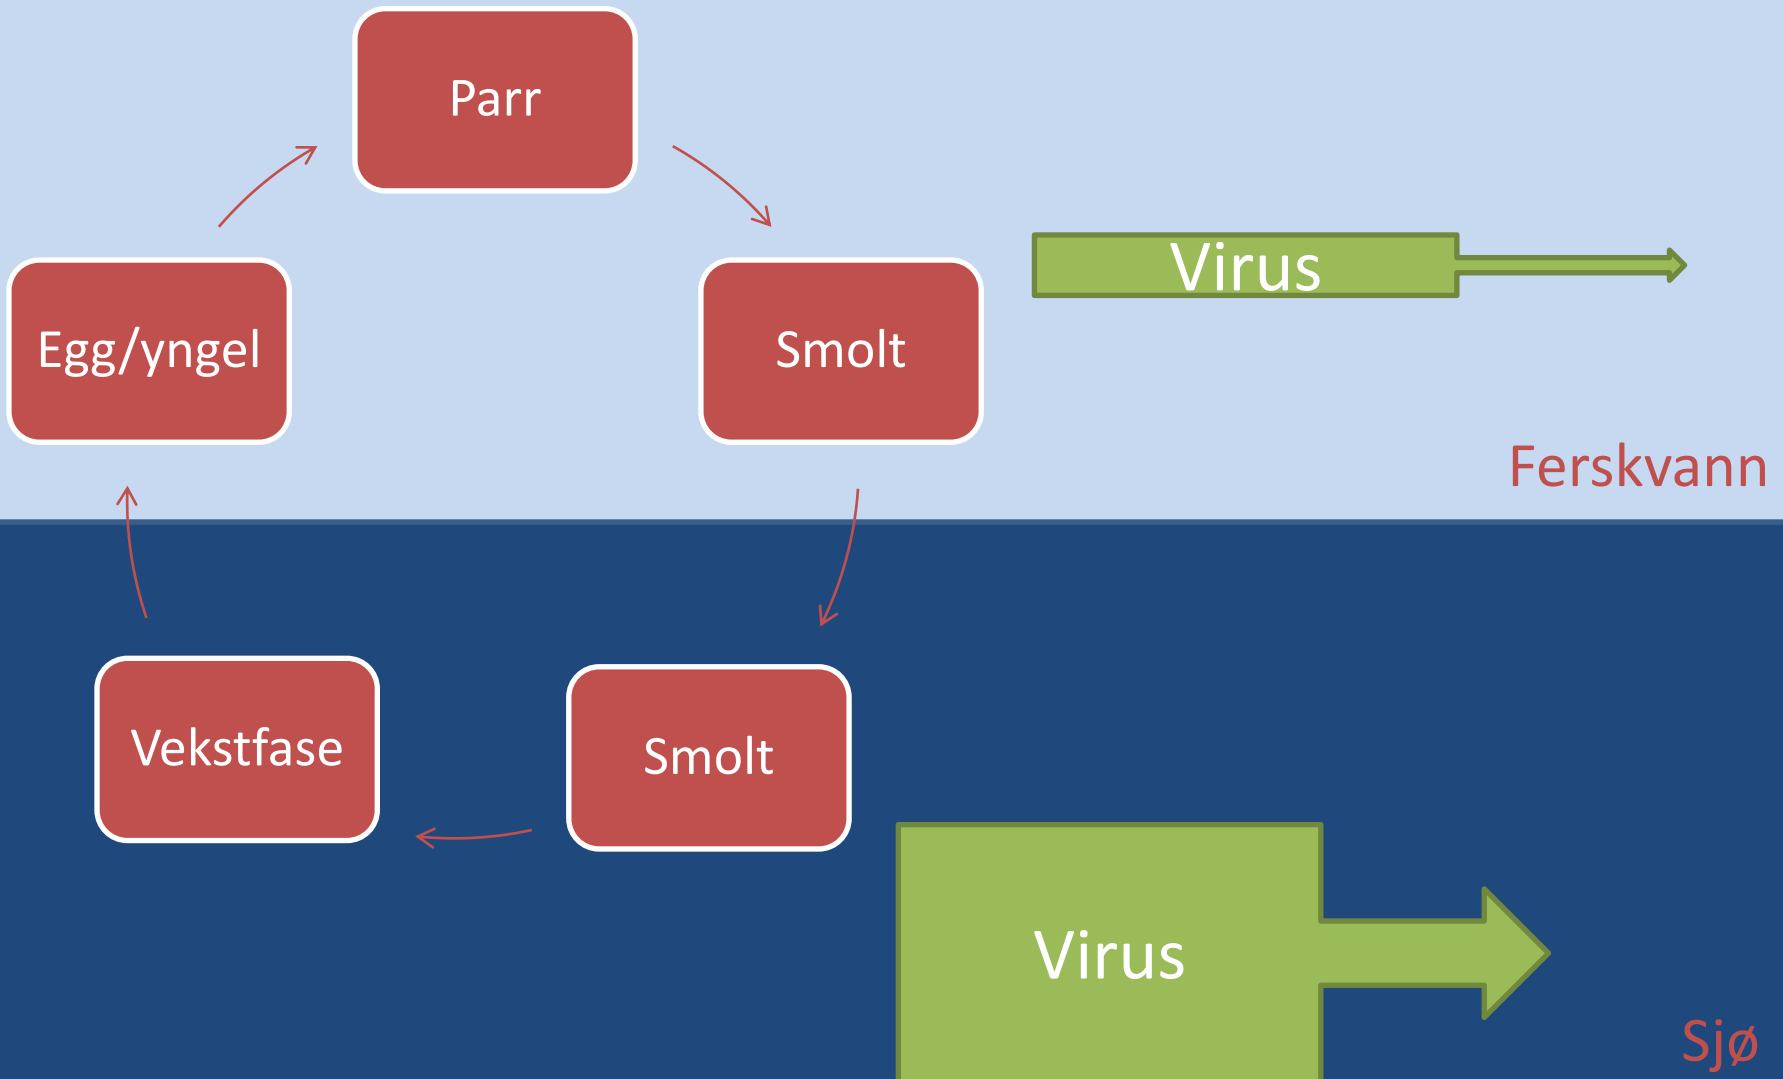 Parr
Virus
Egg/yngel
Smolt
Ferskvann
Vekstfase
Smolt
Virus
Sjø